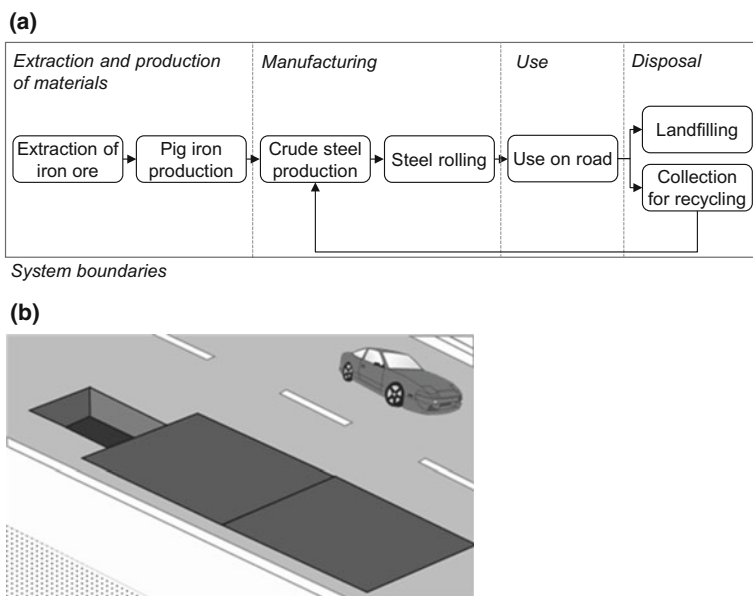 (a)
Extraction and production
of materials
Manufacturing
Use
Disposal
Extraction of
iron ore
Pig iron
production
Crude steel
production
Steel rolling
Use on road
Landfilling
Collection
for recycling
System boundaries
(b)